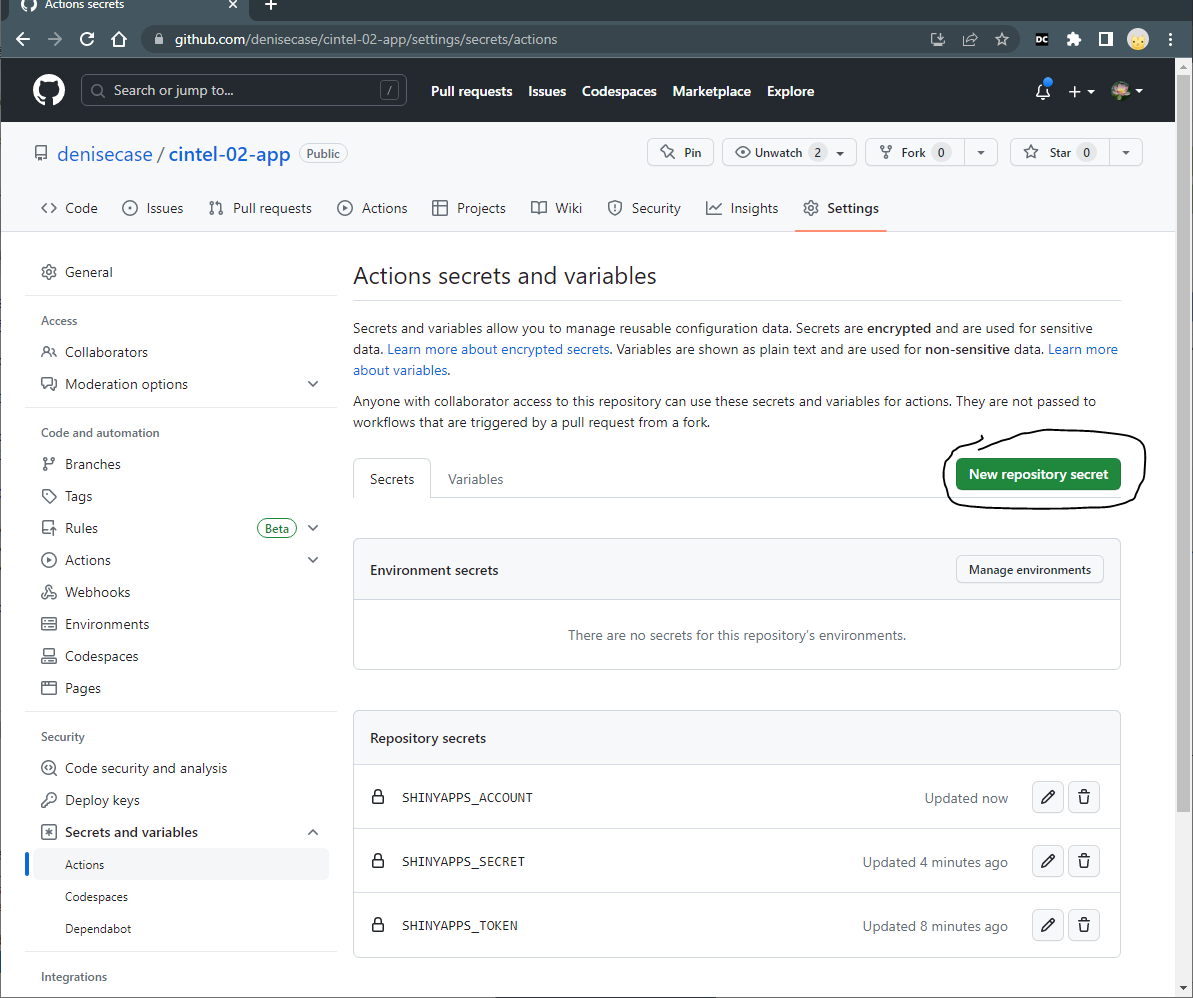 Actions secrets
github.com/denisecase/cintel-02-app/settings/secrets/actions
DC
Search or jump to...
/
Pull requests
Issues
Codespaces
Marketplace
Explore
denisecase / cintel-02-app
Public
Pin
Unwatch 2
Fork 0
Star 0
Code
Issues
Pull requests
Actions
Projects
Wiki
Security
Insights
Settings
General
Access
Collaborators
Moderation options
Code and automation
Branches
Tags
Rules
Beta
Actions
Webhooks
Environments
Codespaces
Pages
Security
Code security and analysis
Deploy keys
Secrets and variables
Actions
Codespaces
Dependabot
Integrations
Actions secrets and variables
Secrets and variables allow you to manage reusable configuration data. Secrets are encrypted and are used for sensitive
data. Learn more about encrypted secrets. Variables are shown as plain text and are used for non-sensitive data. Learn more
about variables.
Anyone with collaborator access to this repository can use these secrets and variables for actions. They are not passed to
workflows that are triggered by a pull request from a fork.
Secrets
Variables
New repository secret
Environment secrets
Manage environments
There are no secrets for this repository's environments.
Repository secrets
SHINYAPPS_ACCOUNT
Updated now
SHINYAPPS_SECRET
Updated 4 minutes ago
SHINYAPPS_TOKEN
Updated 8 minutes ago